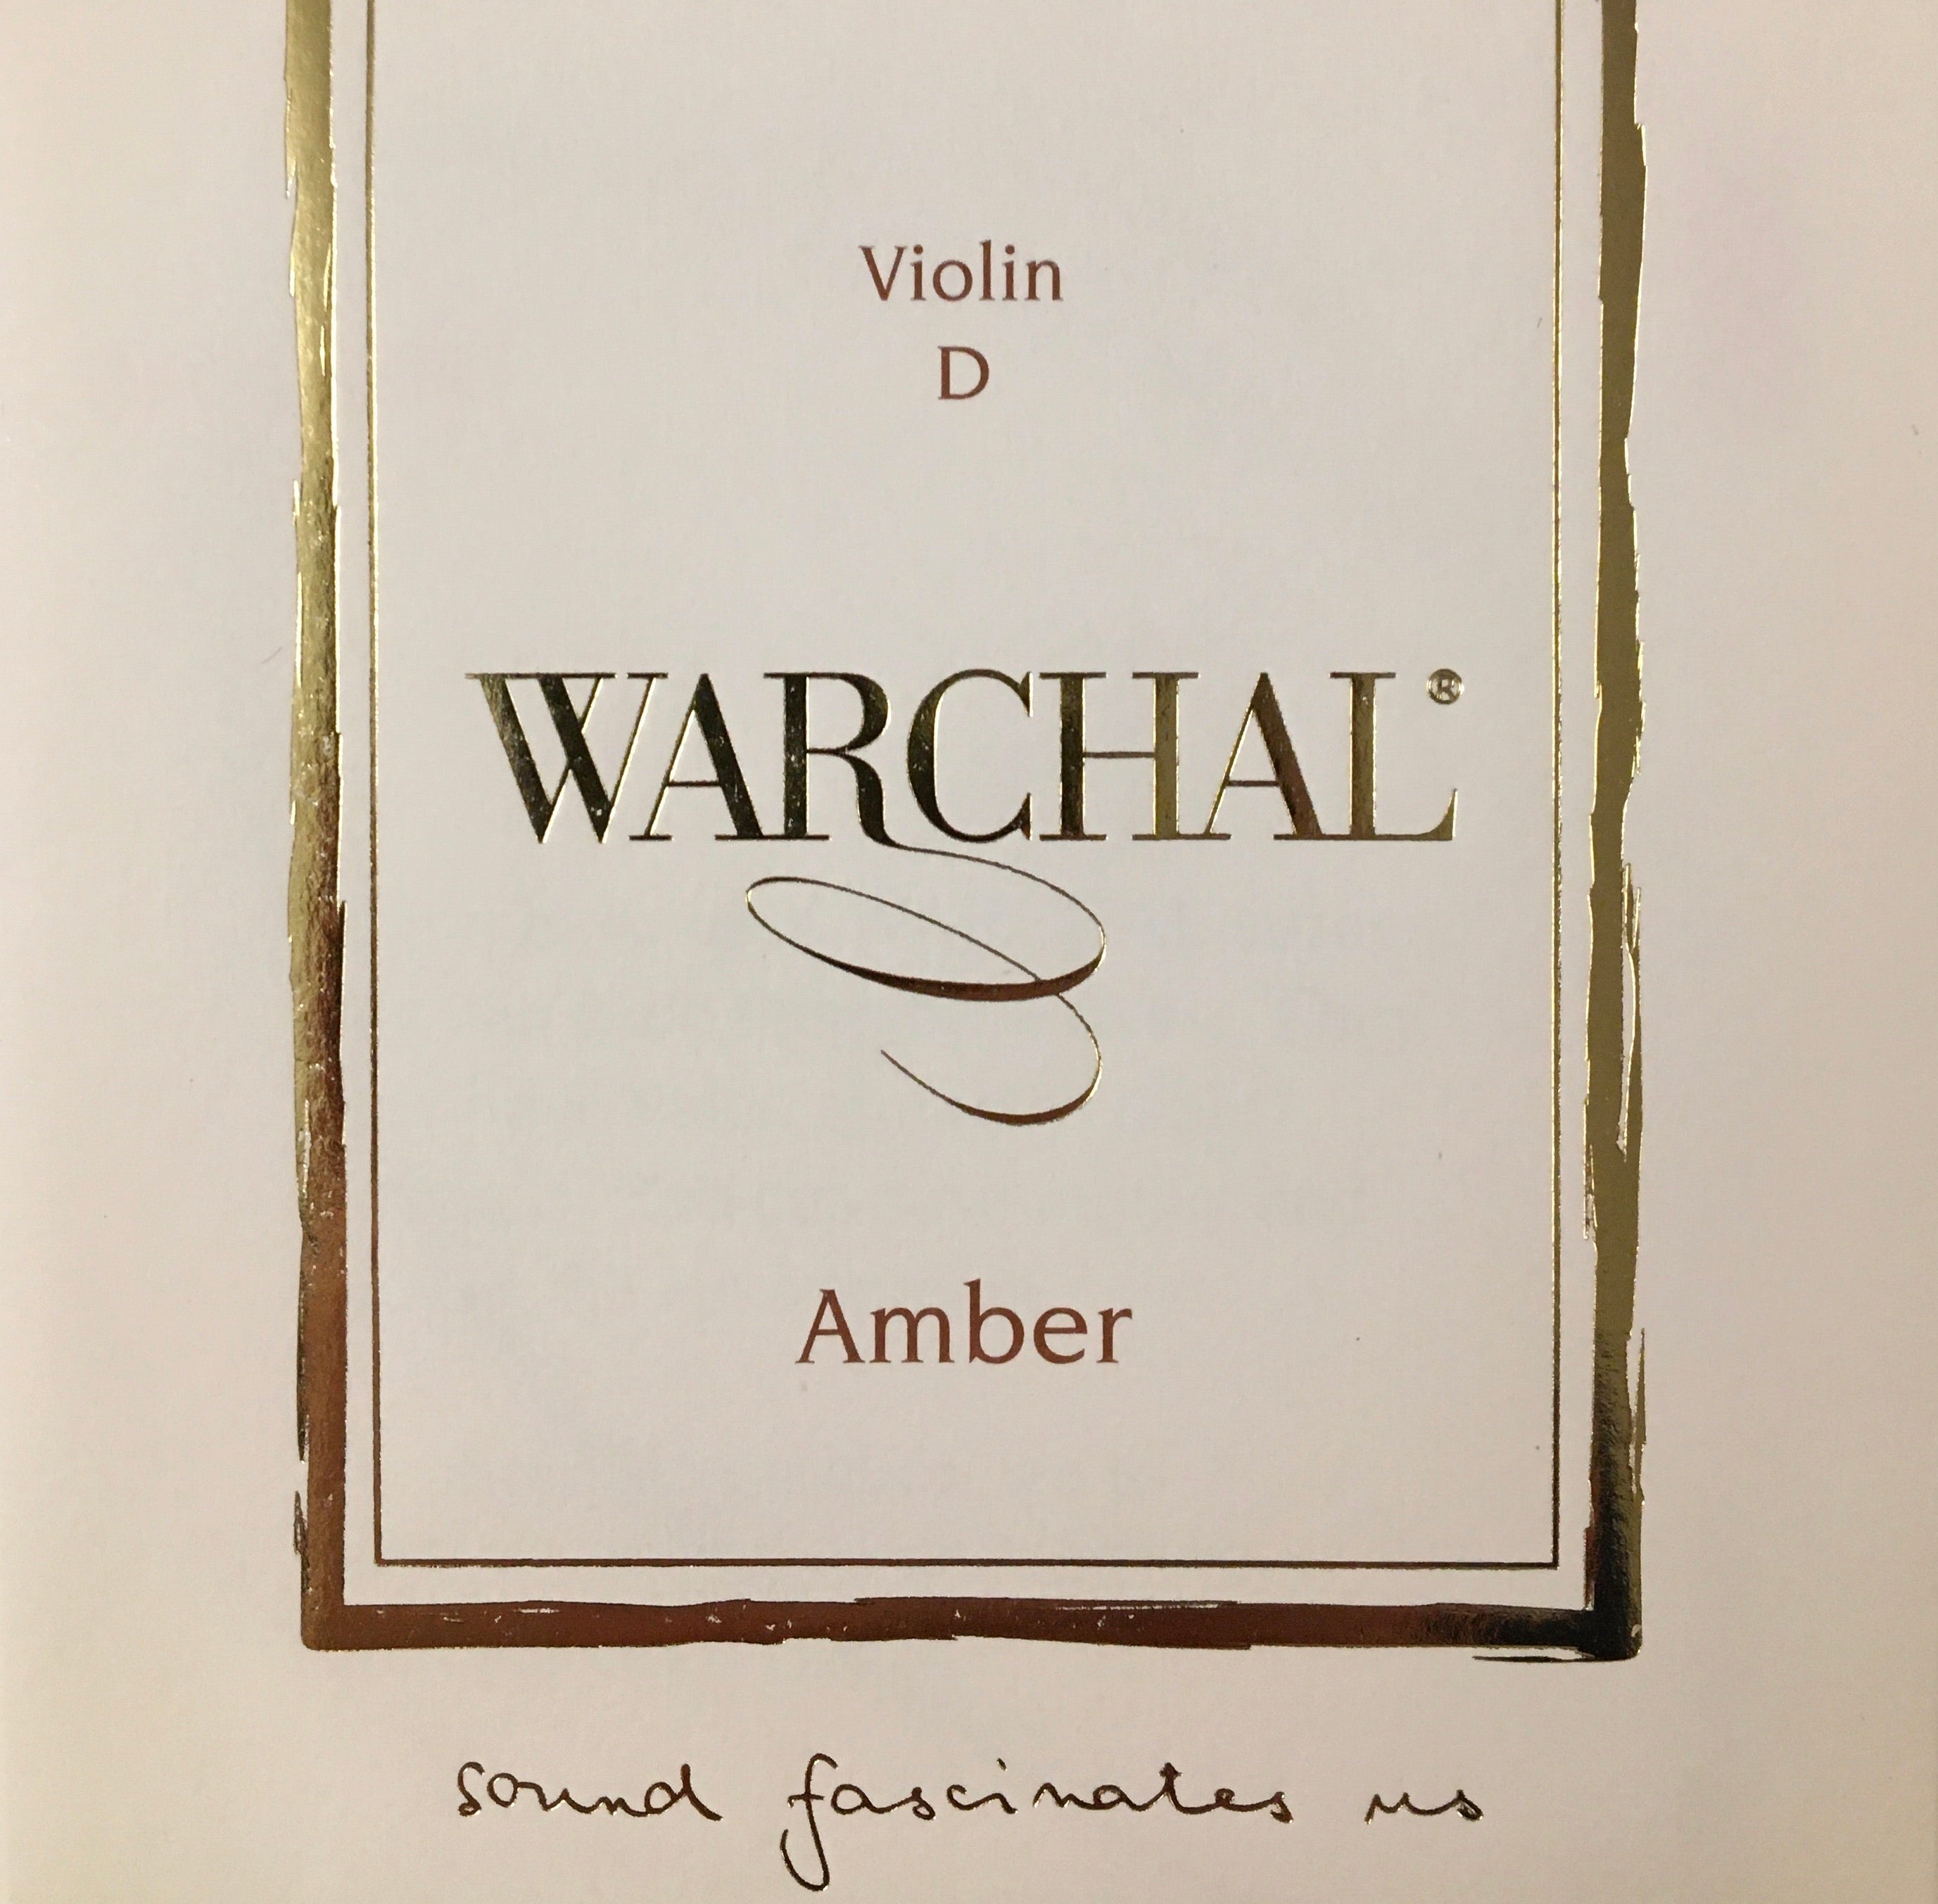 Violin
D
WARCHAL®
Amber
sound fascinates us